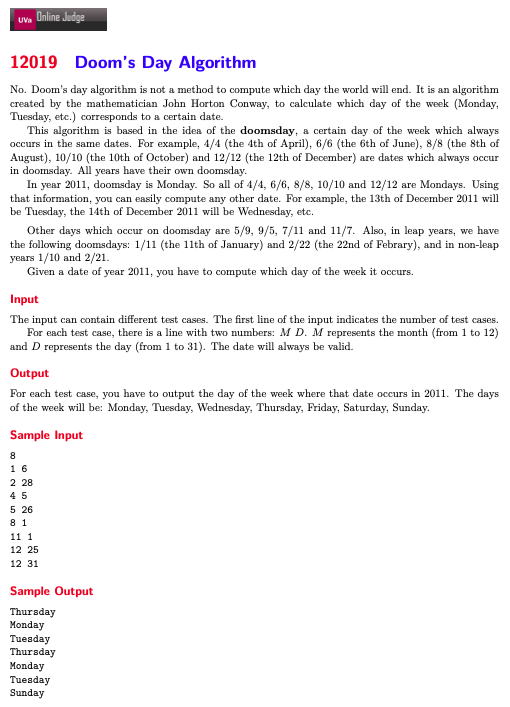 UVa Online Judge
12019 Doom's Day Algorithm
No. Doom's day algorithm is not a method to compute which day the world will end. It is an algorithm
created by the mathematician John Horton Conway, to calculate which day of the week (Monday,
Tuesday, etc.) corresponds to a certain date.
This algorithm is based in the idea of the doomsday, a certain day of the week which always
occurs in the same dates. For example, 4/4 (the 4th of April), 6/6 (the 6th of June), 8/8 (the 8th of
August), 10/10 (the 10th of October) and 12/12 (the 12th of December) are dates which always occur
in doomsday. All years have their own doomsday.
In year 2011, doomsday is Monday. So all of 4/4, 6/6, 8/8, 10/10 and 12/12 are Mondays. Using
that information, you can easily compute any other date. For example, the 13th of December 2011 will
be Tuesday, the 14th of December 2011 will be Wednesday, etc.
Other days which occur on doomsday are 5/9, 9/5, 7/11 and 11/7. Also, in leap years, we have
the following doomsdays: 1/11 (the 11th of January) and 2/22 (the 22nd of Febrary), and in non-leap
years 1/10 and 2/21.
Given a date of year 2011, you have to compute which day of the week it occurs.
Input
The input can contain different test cases. The first line of the input indicates the number of test cases.
For each test case, there is a line with two numbers: M D. M represents the month (from 1 to 12)
and D represents the day (from 1 to 31). The date will always be valid.
Output
For each test case, you have to output the day of the week where that date occurs in 2011. The days
of the week will be: Monday, Tuesday, Wednesday, Thursday, Friday, Saturday, Sunday.
Sample Input
8
1 6
2 28
4 5
5 26
8 1
11 1
12 25
12 31
Sample Output
Thursday
Monday
Tuesday
Thursday
Monday
Tuesday
Sunday